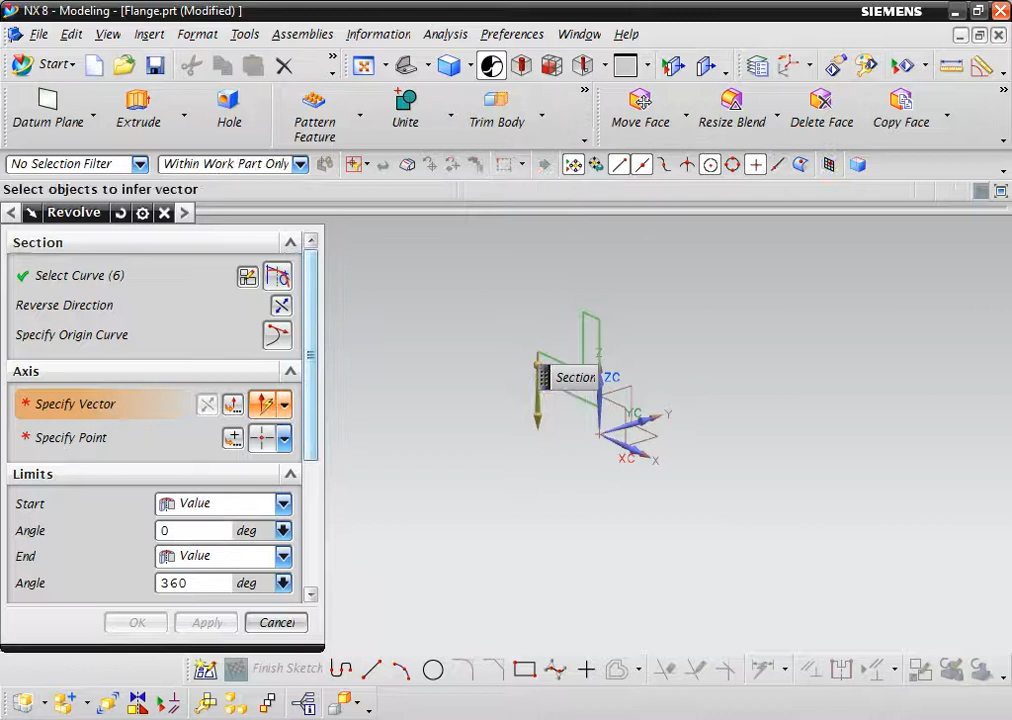 NX 8 - Modeling - [Flange.prt (Modified) ]
SIEMENS
File Edit View Insert Format Tools Assemblies Information Analysis Preferences Window Help
Start
Datum Plane Extrude Hole Pattern Feature Unite Trim Body Move Face Resize Blend Delete Face Copy Face
No Selection Filter Within Work Part Only
Select objects to infer vector
Revolve
Section
Select Curve (6)
Reverse Direction
Specify Origin Curve
Axis
* Specify Vector
* Specify Point
Limits
Start Value
Angle 0 deg
End Value
Angle 360 deg
OK Apply Cancel
Z
Section
ZC
YC Y
XC X
Finish Sketch